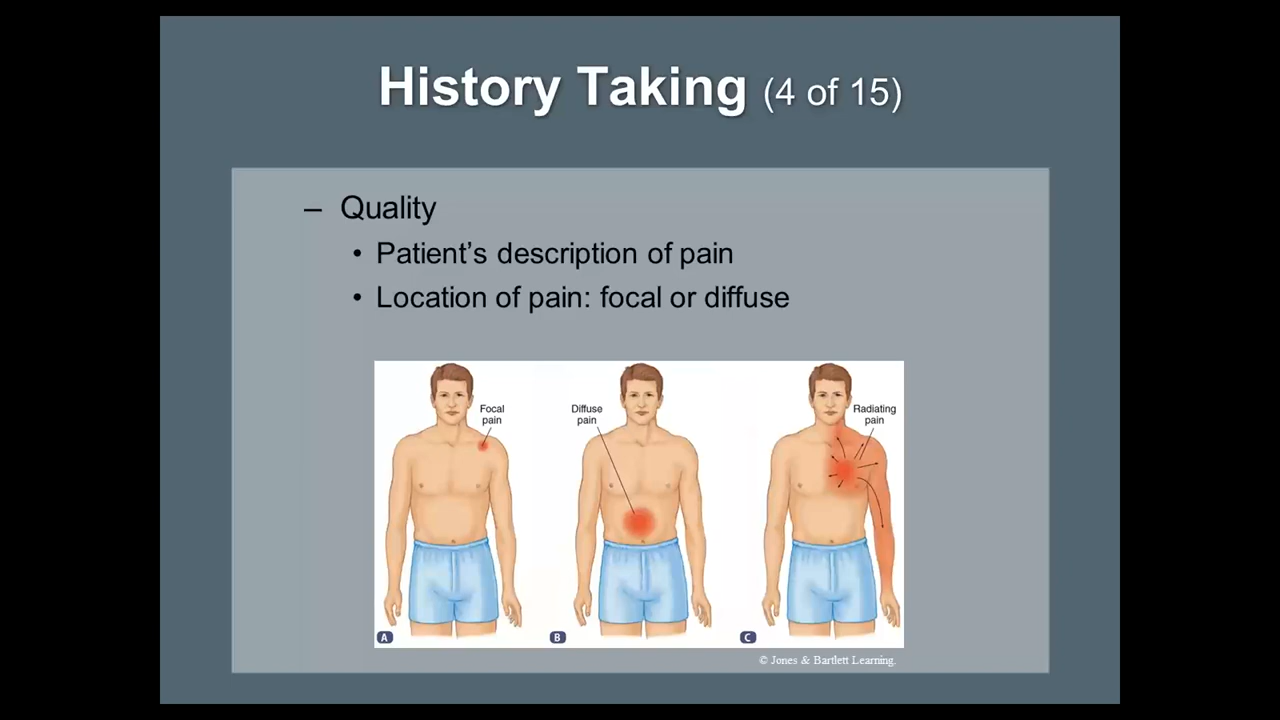 History Taking (4 of 15)
– Quality
• Patient’s description of pain
• Location of pain: focal or diffuse
Focal
pain
Diffuse
pain
Radiating
pain
A
B
C
© Jones & Bartlett Learning.